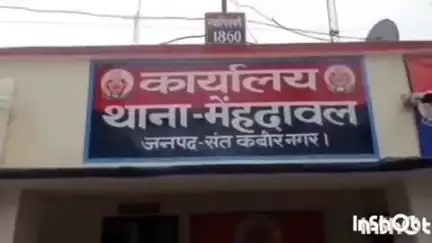 स्थापित
1860
कार्यालय
थाना-मेंहदावल
जनपद-संत कबीर नगर।
InShOt